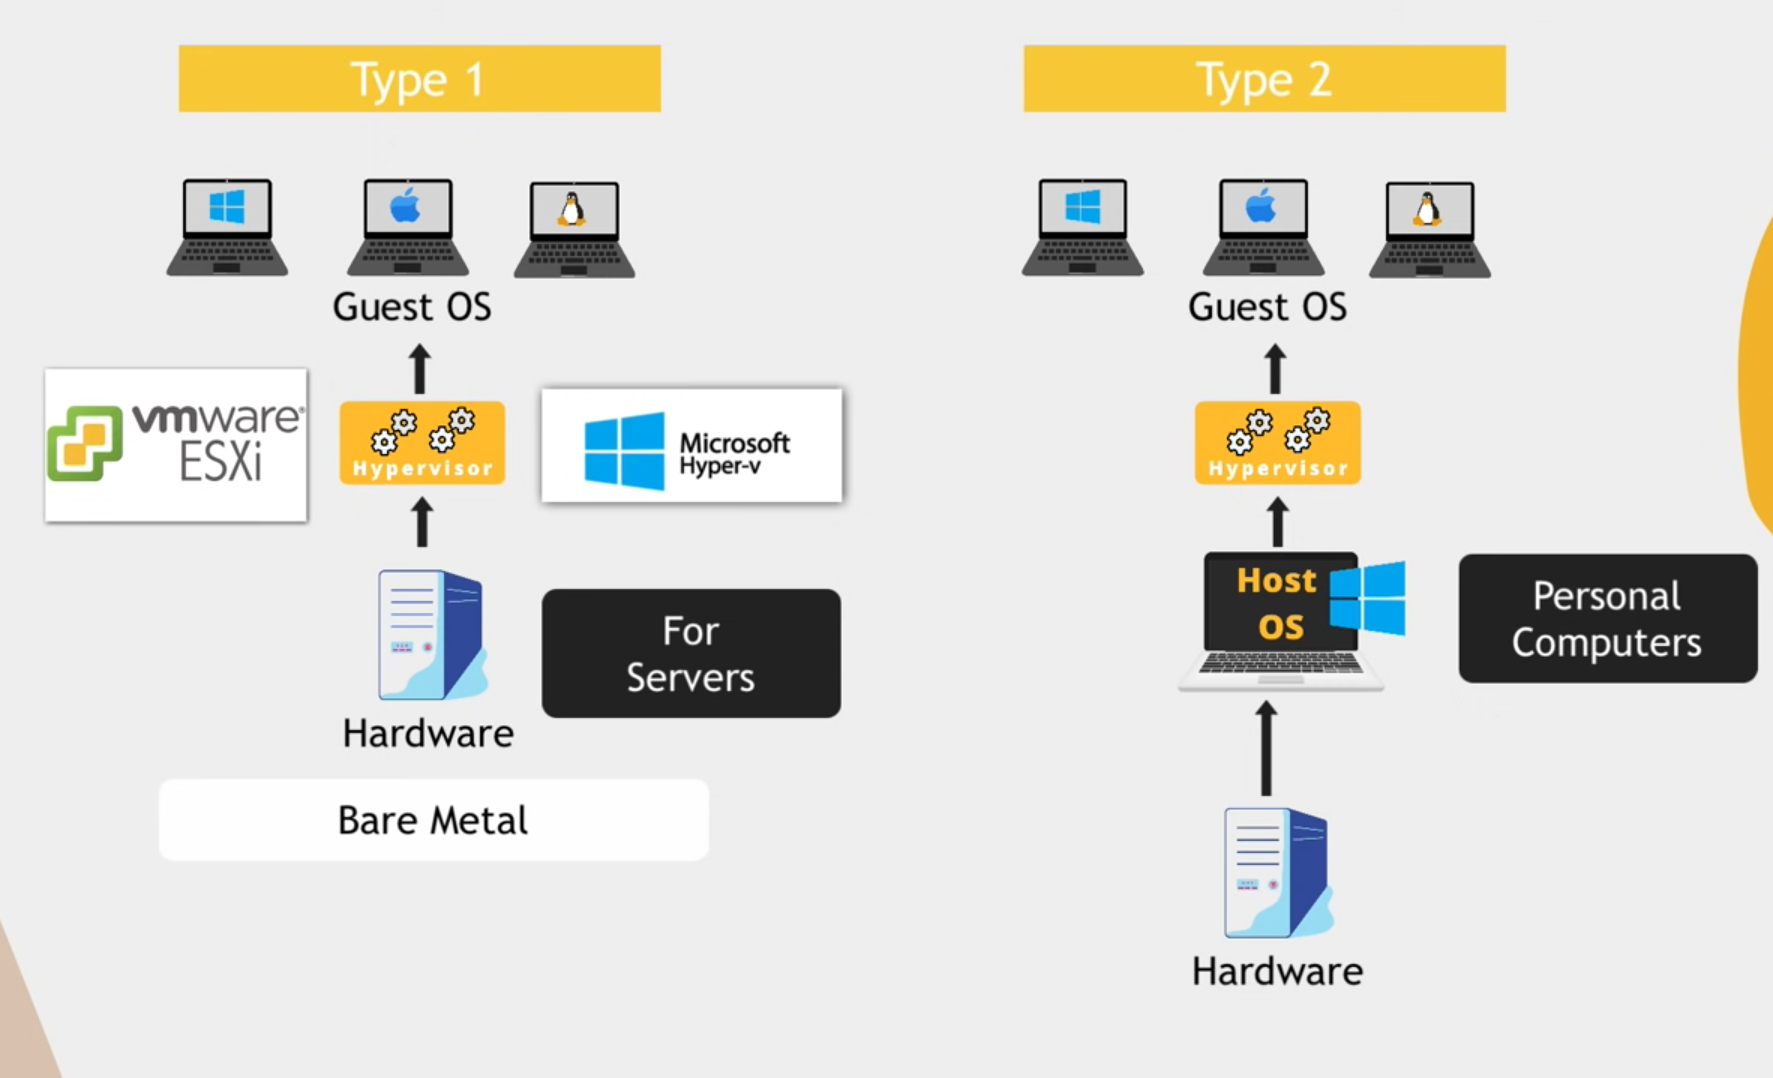 Type 1
Guest OS
vmware®
ESXi
Hypervisor
Microsoft
Hyper-v
For
Servers
Hardware
Bare Metal
Type 2
Guest OS
Hypervisor
Host
OS
Personal
Computers
Hardware